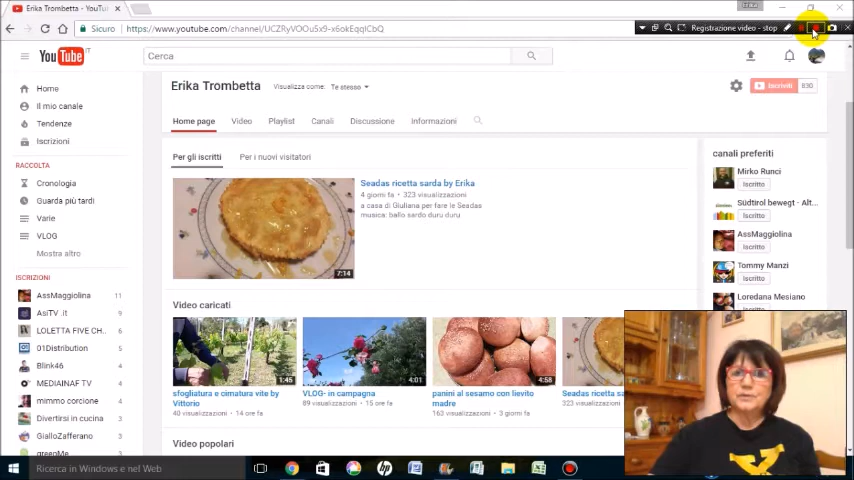 Erika Trombetta - YouTu
Erika
Sicuro
https://www.youtube.com/channel/UCZRyVOOu5x9-x6okEqqlCbQ
Registrazione video - stop
YouTube IT
Cerca
Home
Il mio canale
Tendenze
Iscrizioni
RACCOLTA
Cronologia
Guarda più tardi
Varie
VLOG
Mostra altro
ISCRIZIONI
AssMaggiolina 11
AsiTV .it 9
LOLETTA FIVE CH... 6
01Distribution 5
Blink46 4
MEDIAINAF TV 4
mimmo corcione 4
Divertirsi in cucina 3
GialloZafferano 3
Erika Trombetta
Visualizza come: Te stesso
Iscriviti 830
Home page Video Playlist Canali Discussione Informazioni
Per gli iscritti Per i nuovi visitatori
7:14
Seadas ricetta sarda by Erika
4 giorni fa • 323 visualizzazioni
a casa di Giuliana per fare le Seadas
musica: ballo sardo duru duru
Video caricati
1:45
sfogliatura e cimatura vite by
Vittorio
40 visualizzazioni • 14 ore fa
4:01
VLOG- in campagna
89 visualizzazioni • 15 ore fa
4:58
panini al sesamo con lievito
madre
163 visualizzazioni • 3 giorni fa
Seadas ricetta sa
323 visualizzazioni
Video popolari
canali preferiti
Mirko Runci
Iscritto
Südtirol bewegt - Alt...
Iscritto
AssMaggiolina
Iscritto
Tommy Manzi
Iscritto
Loredana Mesiano
Ricerca in Windows e nel Web